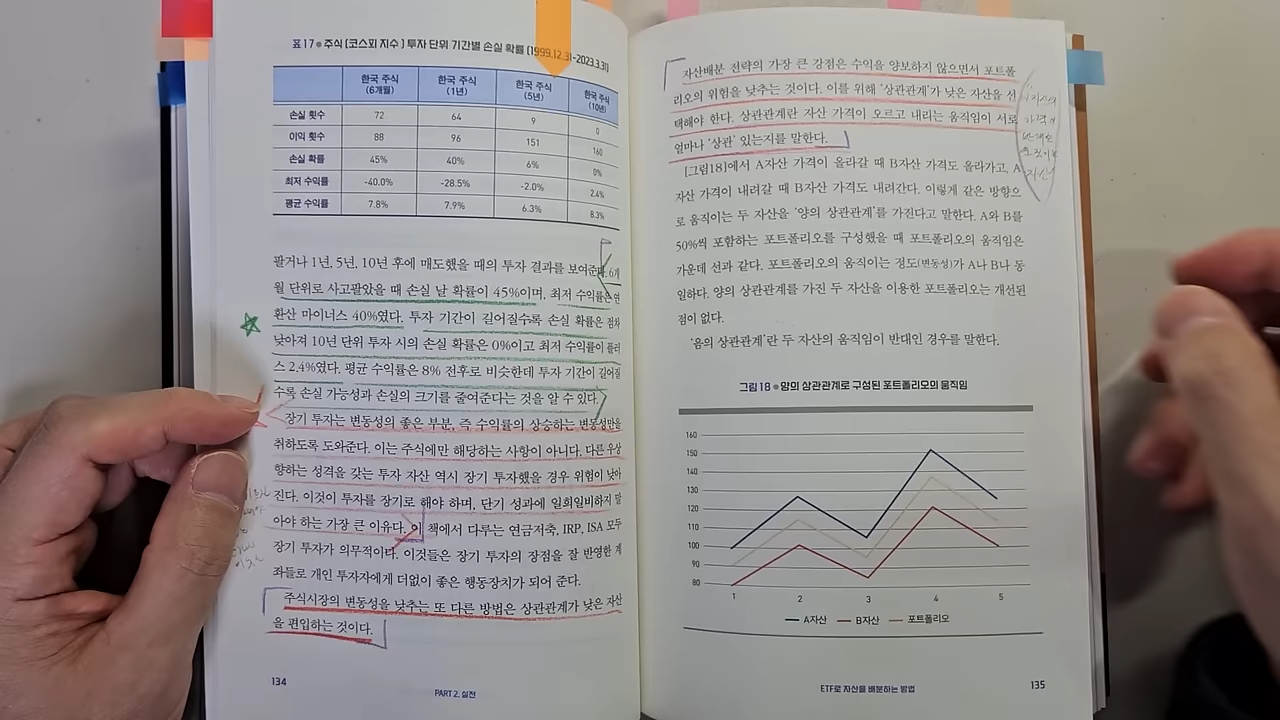 표 17 ● 주식 (코스피 지수) 투자 단위 기간별 손실 확률 (1999.12.31-2023.3.31)
한국 주식 (6개월) 한국 주식 (1년) 한국 주식 (5년) 한국 주식 (10년)
손실 횟수 72 64 9 0
이익 횟수 88 96 151 160
손실 확률 45% 40% 6% 0%
최저 수익률 -40.0% -28.5% -2.0% 2.4%
평균 수익률 7.8% 7.9% 6.3% 8.3%
팔거나 1년, 5년, 10년 후에 매도했을 때의 투자 결과를 보여준다. 6개
월 단위로 사고팔았을 때 손실 날 확률이 45%이며, 최저 수익률은 연
환산 마이너스 40%였다. 투자 기간이 길어질수록 손실 확률은 점차
낮아져 10년 단위 투자 시의 손실 확률은 0%이고 최저 수익률이 플러
스 2.4%였다. 평균 수익률은 8% 전후로 비슷한데 투자 기간이 길어질
수록 손실 가능성과 손실의 크기를 줄여준다는 것을 알 수 있다.
장기 투자는 변동성의 좋은 부분, 즉 수익률의 상승하는 변동성만을
취하도록 도와준다. 이는 주식에만 해당하는 사항이 아니다. 다른 우상
향하는 성격을 갖는 투자 자산 역시 장기 투자했을 경우 위험이 낮아
진다. 이것이 투자를 장기로 해야 하며, 단기 성과에 일희일비하지 말
아야 하는 가장 큰 이유다. 이 책에서 다루는 연금저축, IRP, ISA 모두
장기 투자가 의무적이다. 이것들은 장기 투자의 장점을 잘 반영한 계
좌들로 개인 투자자에게 더없이 좋은 행동장치가 되어 준다.
주식시장의 변동성을 낮추는 또 다른 방법은 상관관계가 낮은 자산
을 편입하는 것이다.
134
PART 2. 실전
자산배분 전략의 가장 큰 강점은 수익을 양보하지 않으면서 포트폴
리오의 위험을 낮추는 것이다. 이를 위해 '상관관계'가 낮은 자산을 선
택해야 한다. 상관관계란 자산 가격이 오르고 내리는 움직임이 서로
얼마나 '상관' 있는지를 말한다.
[그림18]에서 A자산 가격이 올라갈 때 B자산 가격도 올라가고, A
자산 가격이 내려갈 때 B자산 가격도 내려간다. 이렇게 같은 방향으
로 움직이는 두 자산을 '양의 상관관계'를 가진다고 말한다. A와 B를
50%씩 포함하는 포트폴리오를 구성했을 때 포트폴리오의 움직임은
가운데 선과 같다. 포트폴리오의 움직이는 정도(변동성)가 A나 B나 동
일하다. 양의 상관관계를 가진 두 자산을 이용한 포트폴리오는 개선된
점이 없다.
'음의 상관관계'란 두 자산의 움직임이 반대인 경우를 말한다.
그림 18 ● 양의 상관관계로 구성된 포트폴리오의 움직임
160
150
140
130
120
110
100
90
80
1 2 3 4 5
A자산 B자산 포트폴리오
ETF로 자산을 배분하는 방법
135